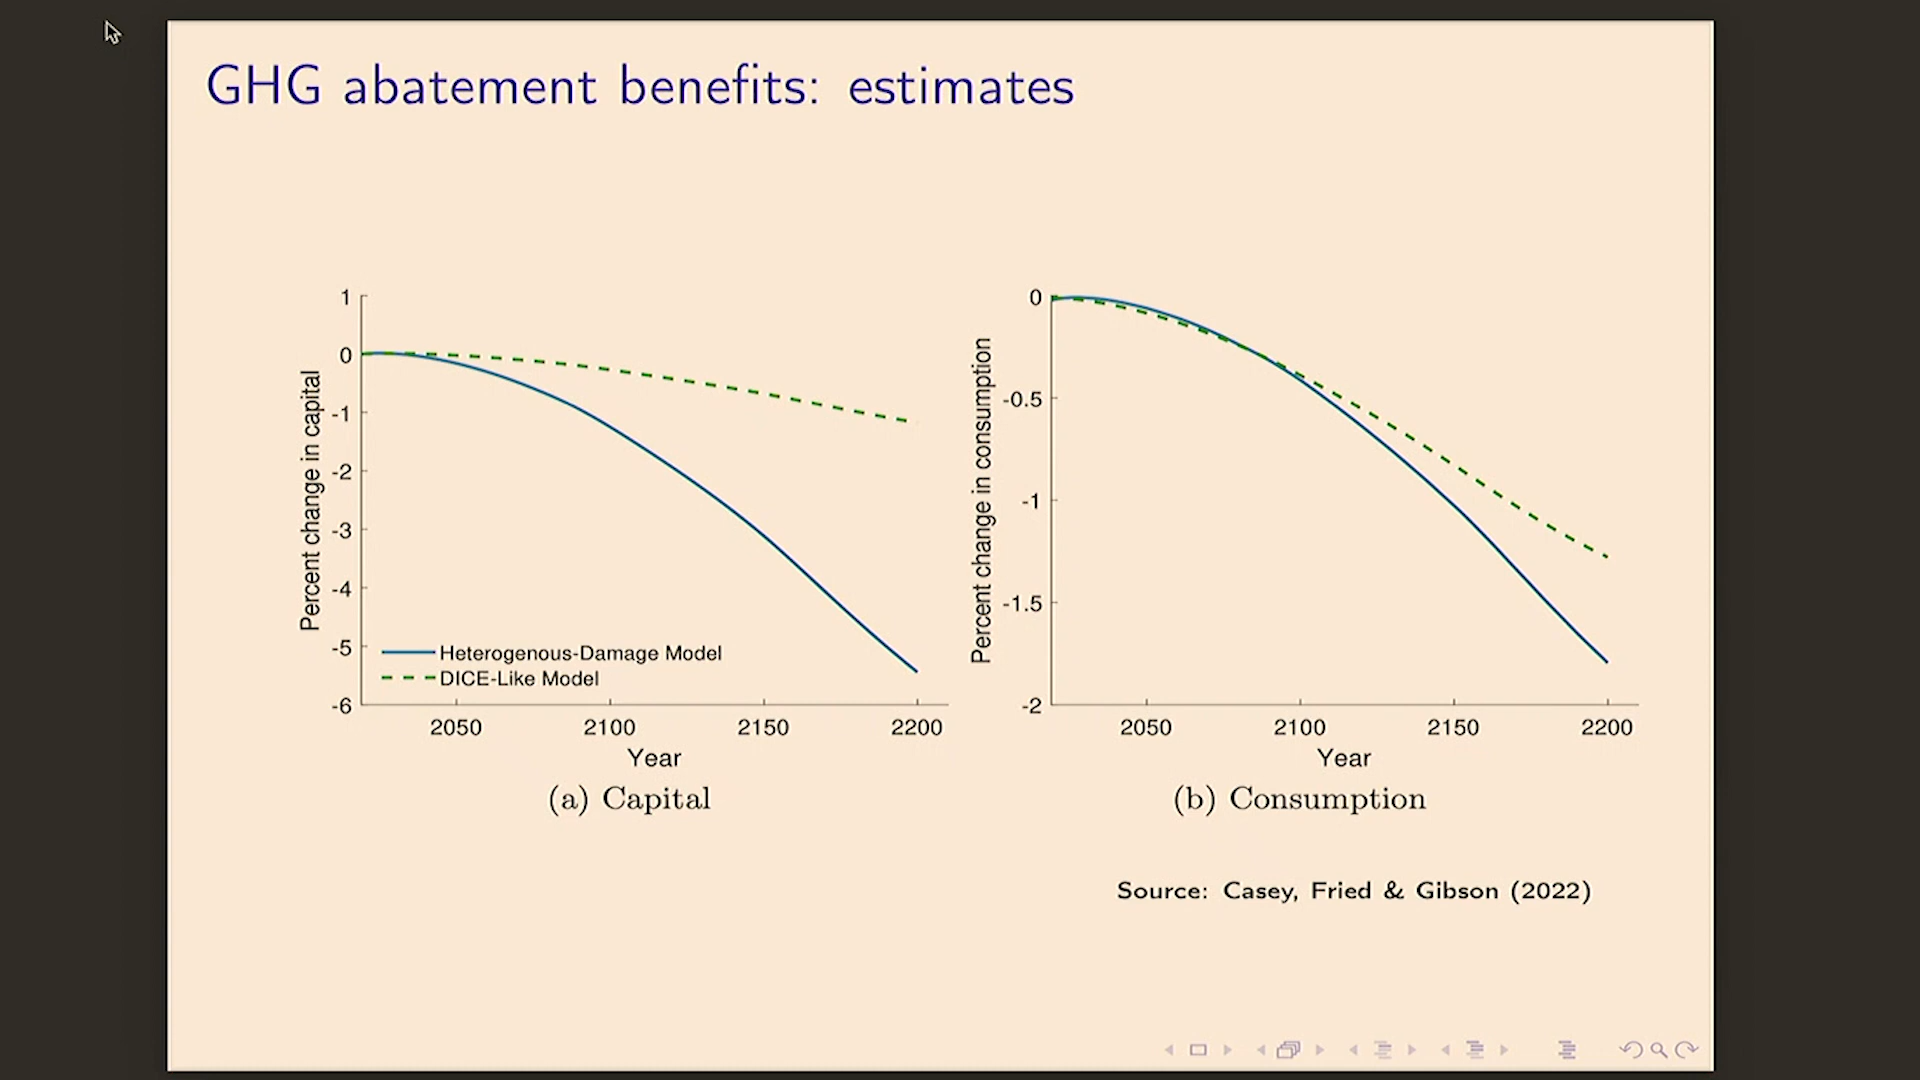 GHG abatement benefits: estimates
1
0
-1
-2
-3
-4
-5
-6
Percent change in capital
Heterogenous-Damage Model
DICE-Like Model
2050 2100 2150 2200
Year
(a) Capital
0
-0.5
-1
-1.5
-2
Percent change in consumption
2050 2100 2150 2200
Year
(b) Consumption
Source: Casey, Fried & Gibson (2022)